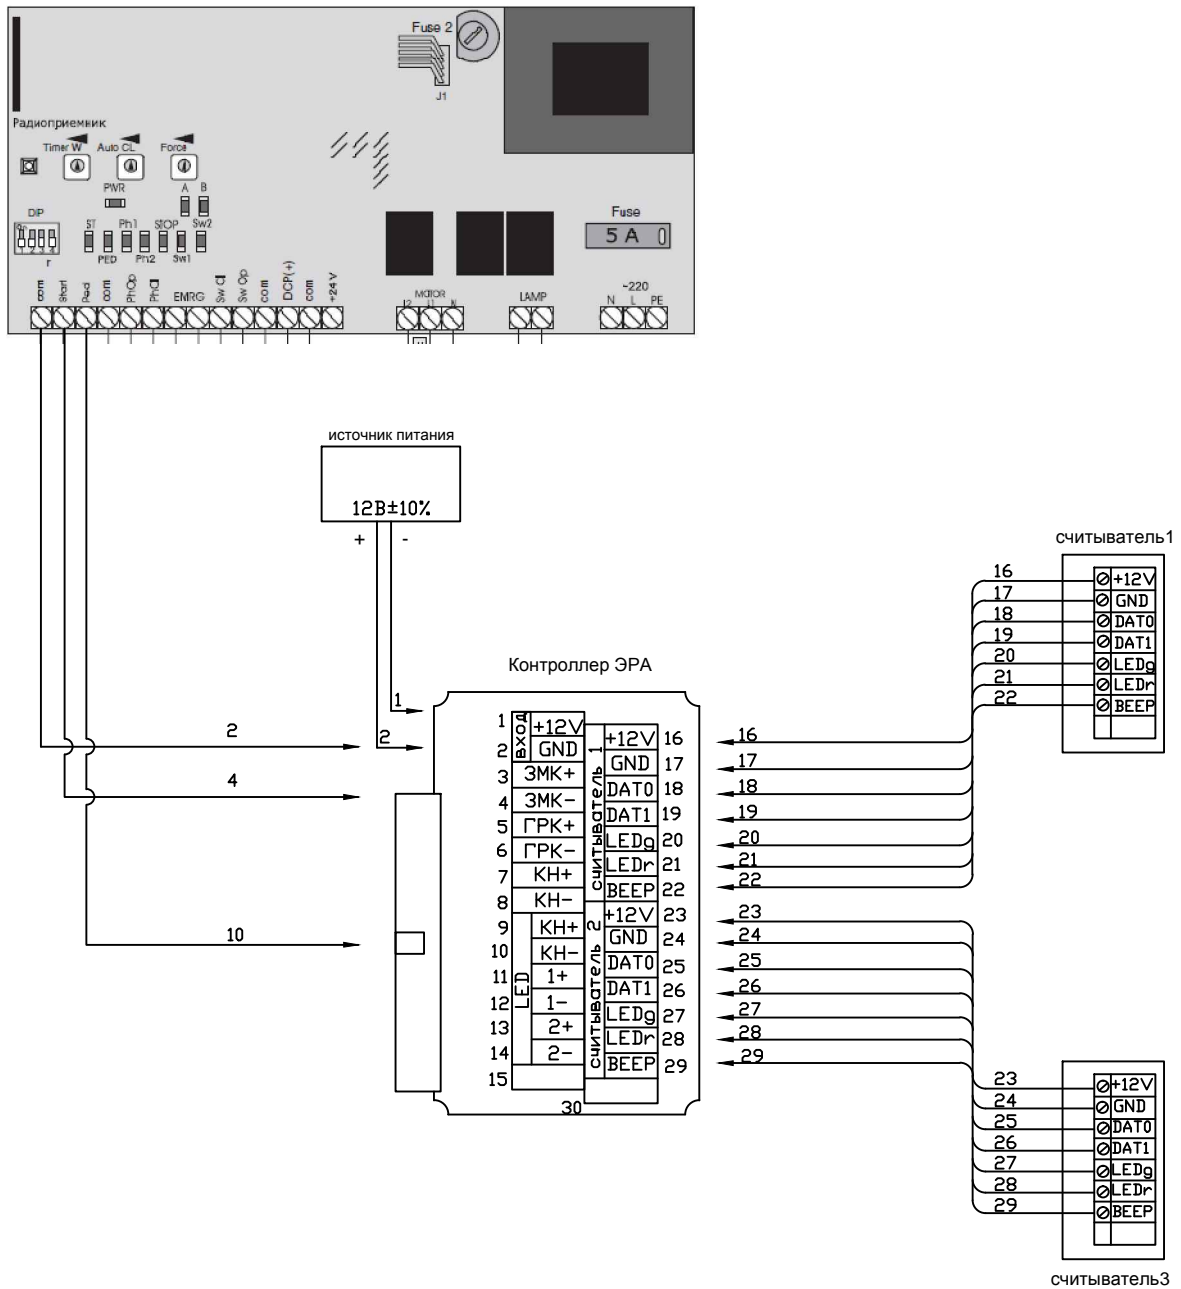 Fuse 2
J1
Радиоприемник
Timer W Auto CL Force
PWR A B
DIP
On
1 2 3 4
r
ST Ph1 STOP Sw2
PED Ph2 Sw1
Fuse
5 A
com Start Ped com PhOp PhCl EMRG Sw Cl Sw Op com DCP(+) com +24V
MOTOR
L2 L1 N
LAMP
~220
N L PE
источник питания
12В±10%
+ -
считыватель1
16 +12V
17 GND
18 DAT0
19 DAT1
20 LEDg
21 LEDr
22 BEEP
Контроллер ЭРА
1
2
2
4
10
вход
1 +12V
2 GND
3 ЗМК+
4 ЗМК-
5 ГРК+
6 ГРК-
7 КН+
8 КН-
LED
9 КН+
10 КН-
11 1+
12 1-
13 2+
14 2-
15
30
считыватель 1
+12V 16
GND 17
DAT0 18
DAT1 19
LEDg 20
LEDr 21
BEEP 22
считыватель 2
+12V 23
GND 24
DAT0 25
DAT1 26
LEDg 27
LEDr 28
BEEP 29
16
17
18
19
20
21
22
23
24
25
26
27
28
29
23 +12V
24 GND
25 DAT0
26 DAT1
27 LEDg
28 LEDr
29 BEEP
считыватель3